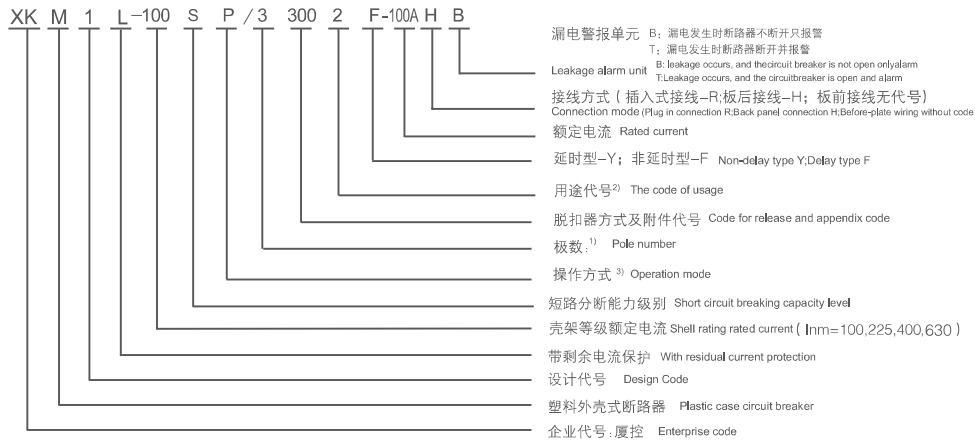 XK M 1 L-100 S P / 3 300 2 F-100A H B
漏电警报单元 B：漏电发生时断路器不断开只报警
T；漏电发生时断路器断开并报警
Leakage alarm unit B: leakage occurs, and thecircuit breaker is not open onlyalarm
T:Leakage occurs, and the circuitbreaker is open and alarm
接线方式（插入式接线–R;板后接线–H；板前接线无代号）
Connection mode (Plug in connection R;Back panel connection H;Before-plate wiring without code
额定电流 Rated current
延时型–Y；非延时型–F Non-delay type Y;Delay type F
用途代号2) The code of usage
脱扣器方式及附件代号 Code for release and appendix code
极数:1) Pole number
操作方式 3) Operation mode
短路分断能力级别 Short circuit breaking capacity level
壳架等级额定电流 Shell rating rated current ( Inm=100,225,400,630)
带剩余电流保护 With residual current protection
设计代号 Design Code
塑料外壳式断路器 Plastic case circuit breaker
企业代号:厦控 Enterprise code